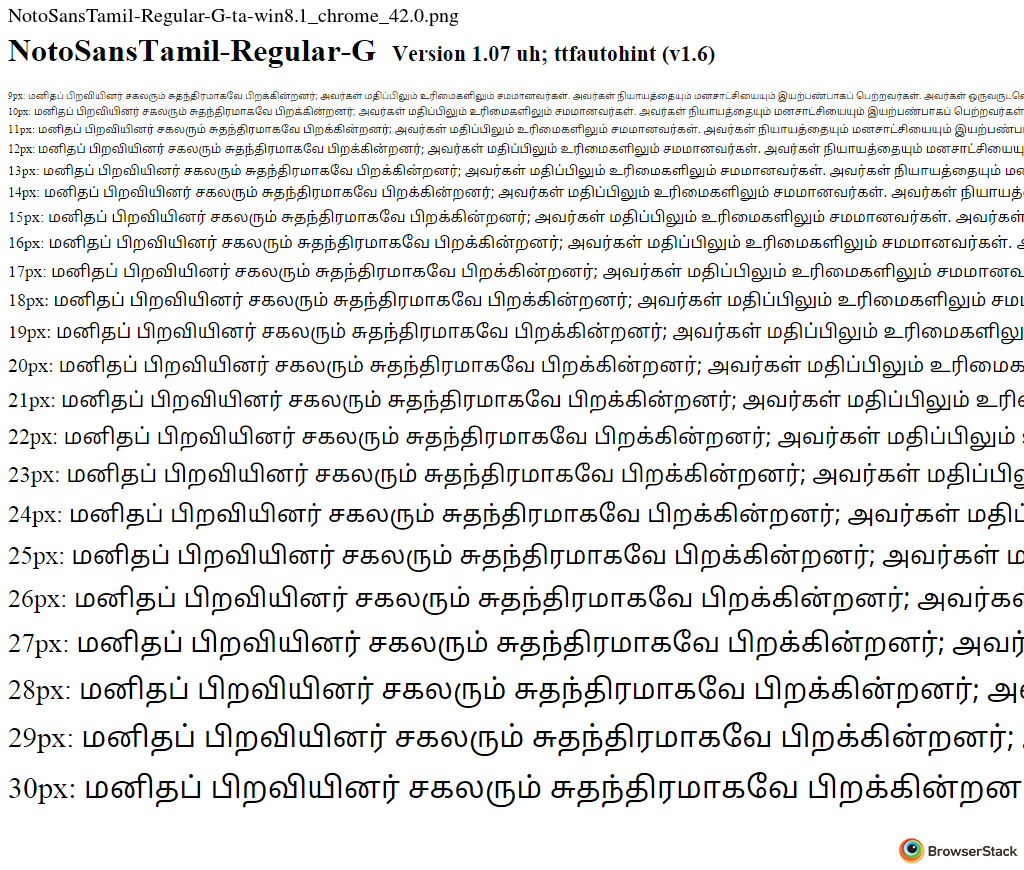 NotoSansTamil-Regular-G-ta-win8.1_chrome_42.0.png
NotoSansTamil-Regular-G Version 1.07 uh; ttfautohint (v1.6)
9px: மனிதப் பிறவியினர் சகலரும் சுதந்திரமாகவே பிறக்கின்றனர்; அவர்கள் மதிப்பிலும் உரிமைகளிலும் சமமானவர்கள். அவர்கள் நியாயத்தையும் மனசாட்சியையும் இயற்பண்பாகப் பெற்றவர்கள். அவர்கள்
10px: மனிதப் பிறவியினர் சகலரும் சுதந்திரமாகவே பிறக்கின்றனர்; அவர்கள் மதிப்பிலும் உரிமைகளிலும் சமமானவர்கள். அவர்கள் நியாயத்தையும் மனசாட்சியையும் இயற்பண்பாகப் பெற்றவர்கள்
11px: மனிதப் பிறவியினர் சகலரும் சுதந்திரமாகவே பிறக்கின்றனர்; அவர்கள் மதிப்பிலும் உரிமைகளிலும் சமமானவர்கள். அவர்கள் நியாயத்தையும் மனசாட்சியையும்
12px: மனிதப் பிறவியினர் சகலரும் சுதந்திரமாகவே பிறக்கின்றனர்; அவர்கள் மதிப்பிலும் உரிமைகளிலும் சமமானவர்கள். அவர்கள் நியாயத்தையும் மனசாட்சியையு
13px: மனிதப் பிறவியினர் சகலரும் சுதந்திரமாகவே பிறக்கின்றனர்; அவர்கள் மதிப்பிலும் உரிமைகளிலும் சமமானவர்கள். அவர்கள் நியாயத்தையும்
14px: மனிதப் பிறவியினர் சகலரும் சுதந்திரமாகவே பிறக்கின்றனர்; அவர்கள் மதிப்பிலும் உரிமைகளிலும் சமமானவர்கள். அவர்கள் நியாயத்
15px: மனிதப் பிறவியினர் சகலரும் சுதந்திரமாகவே பிறக்கின்றனர்; அவர்கள் மதிப்பிலும் உரிமைகளிலும் சமமானவர்கள். அவர்கள்
16px: மனிதப் பிறவியினர் சகலரும் சுதந்திரமாகவே பிறக்கின்றனர்; அவர்கள் மதிப்பிலும் உரிமைகளிலும் சமமானவர்கள்.
17px: மனிதப் பிறவியினர் சகலரும் சுதந்திரமாகவே பிறக்கின்றனர்; அவர்கள் மதிப்பிலும் உரிமைகளிலும் சமமானவ
18px: மனிதப் பிறவியினர் சகலரும் சுதந்திரமாகவே பிறக்கின்றனர்; அவர்கள் மதிப்பிலும் உரிமைகளிலும் சம
19px: மனிதப் பிறவியினர் சகலரும் சுதந்திரமாகவே பிறக்கின்றனர்; அவர்கள் மதிப்பிலும் உரிமைகளிலு
20px: மனிதப் பிறவியினர் சகலரும் சுதந்திரமாகவே பிறக்கின்றனர்; அவர்கள் மதிப்பிலும் உரிமைக
21px: மனிதப் பிறவியினர் சகலரும் சுதந்திரமாகவே பிறக்கின்றனர்; அவர்கள் மதிப்பிலும் உரி
22px: மனிதப் பிறவியினர் சகலரும் சுதந்திரமாகவே பிறக்கின்றனர்; அவர்கள் மதிப்பிலும்
23px: மனிதப் பிறவியினர் சகலரும் சுதந்திரமாகவே பிறக்கின்றனர்; அவர்கள் மதிப்பிலு
24px: மனிதப் பிறவியினர் சகலரும் சுதந்திரமாகவே பிறக்கின்றனர்; அவர்கள் மதிப்
25px: மனிதப் பிறவியினர் சகலரும் சுதந்திரமாகவே பிறக்கின்றனர்; அவர்கள் ம
26px: மனிதப் பிறவியினர் சகலரும் சுதந்திரமாகவே பிறக்கின்றனர்; அவர்கள்
27px: மனிதப் பிறவியினர் சகலரும் சுதந்திரமாகவே பிறக்கின்றனர்; அவர்
28px: மனிதப் பிறவியினர் சகலரும் சுதந்திரமாகவே பிறக்கின்றனர்; அவ
29px: மனிதப் பிறவியினர் சகலரும் சுதந்திரமாகவே பிறக்கின்றனர்;
30px: மனிதப் பிறவியினர் சகலரும் சுதந்திரமாகவே பிறக்கின்றன
BrowserStack